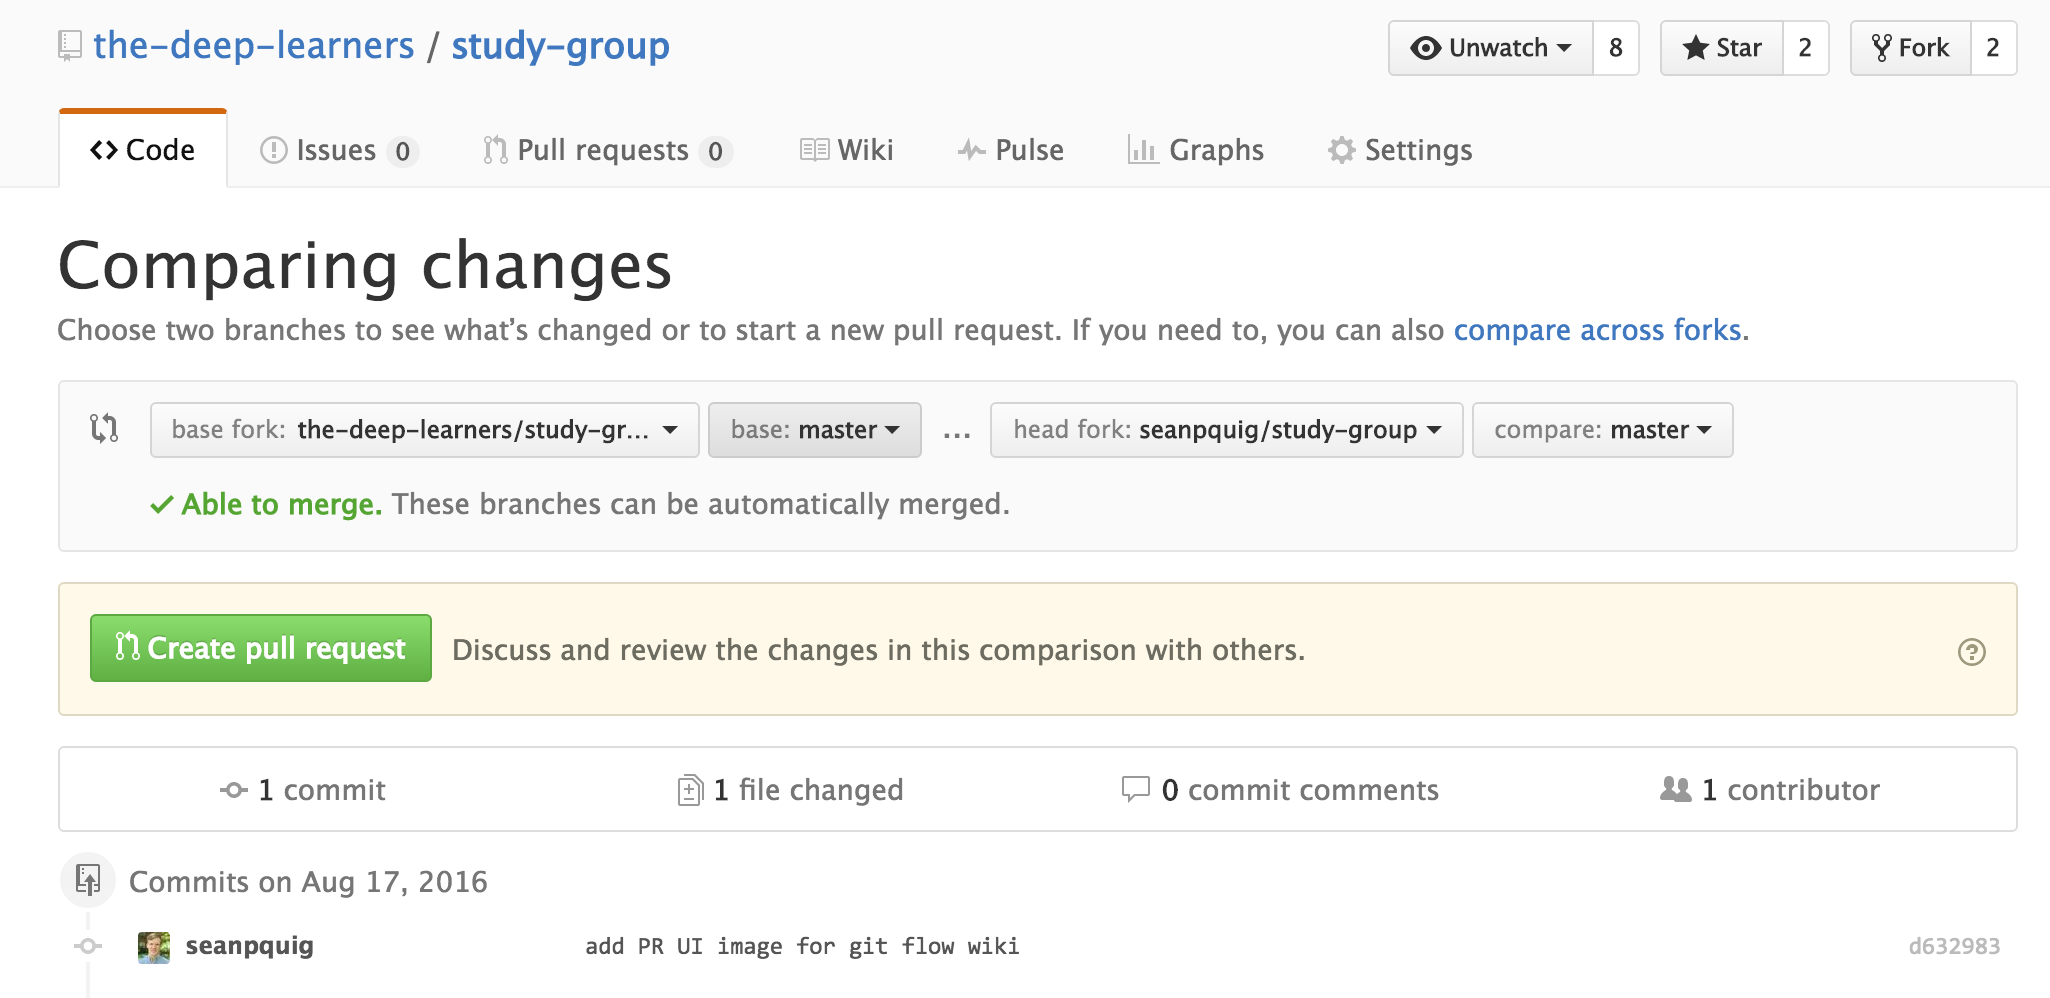 the-deep-learners / study-group Unwatch 8 Star 2 Fork 2
Code Issues 0 Pull requests 0 Wiki Pulse Graphs Settings
Comparing changes
Choose two branches to see what's changed or to start a new pull request. If you need to, you can also compare across forks.
base fork: the-deep-learners/study-gr... base: master ... head fork: seanpquig/study-group compare: master
Able to merge. These branches can be automatically merged.
Create pull request Discuss and review the changes in this comparison with others.
1 commit 1 file changed 0 commit comments 1 contributor
Commits on Aug 17, 2016
seanpquig add PR UI image for git flow wiki d632983